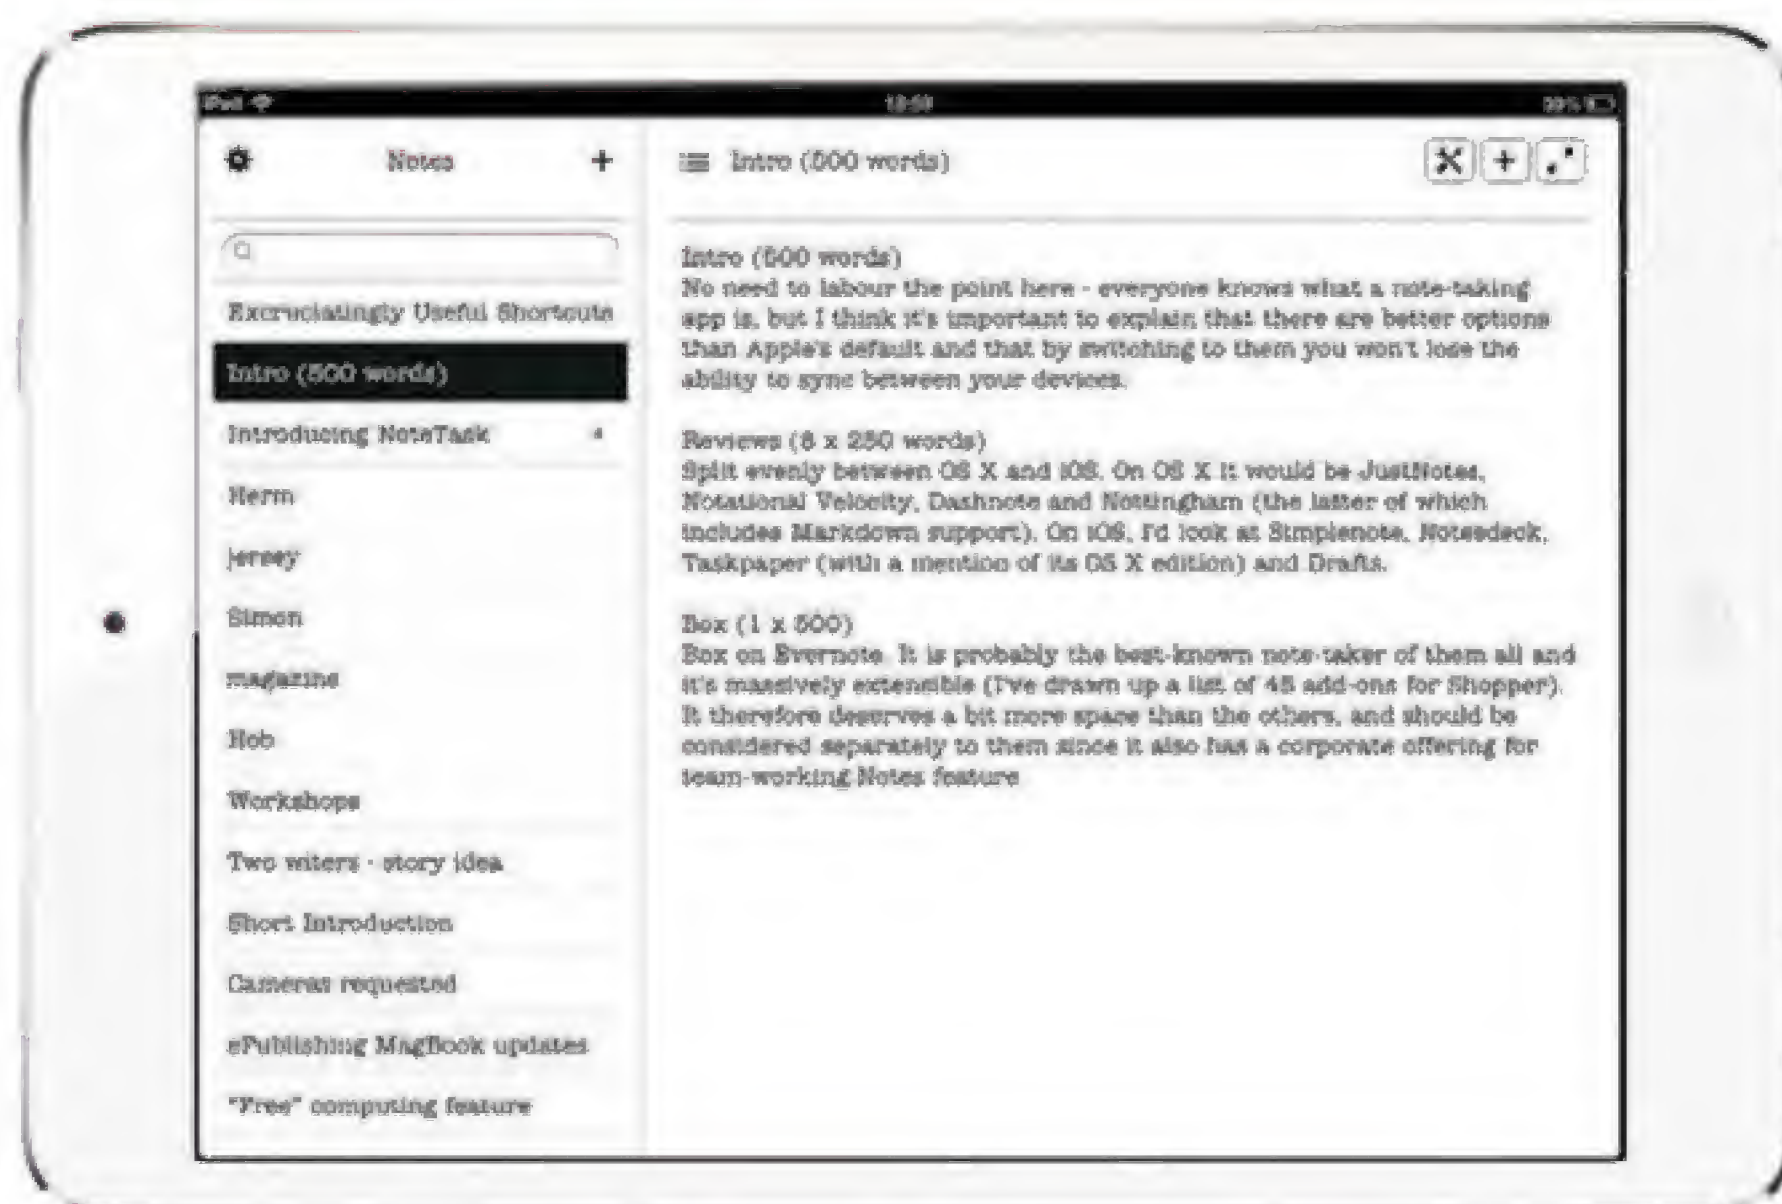 iPad
Notes
Intro (500 words)
Excruciatingly Useful Shortcuts
Intro (500 words)
Introducing NoteTask
Herm
Jersey
Simon
magazine
Workshops
Two witers - story idea
Short Introduction
Cameras requested
ePublishing MagBook updates
"Free" computing feature
Intro (500 words)
No need to labour the point here - everyone knows what a note-taking
app is, but I think it's important to explain that there are better options
than Apple's default and that by switching to them you won't lose the
ability to sync between your devices.
Reviews (8 x 250 words)
Split evenly between OS X and iOS. On OS X it would be JustNotes,
Notational Velocity, Dashnote and Nottingham (the latter of which
includes Markdown support). On iOS, I'd look at Simplenote, Notesdeck,
Taskpaper (with a mention of its OS X edition) and Drafts.
Box (1 x 500)
Box on Evernote. It is probably the best-known note-taker of them all and
it's massively extensible (I've drawn up a list of 45 add-ons for Shopper).
It therefore deserves a bit more space than the others, and should be
considered separately to them since it also has a corporate offering for
team-working Notes feature